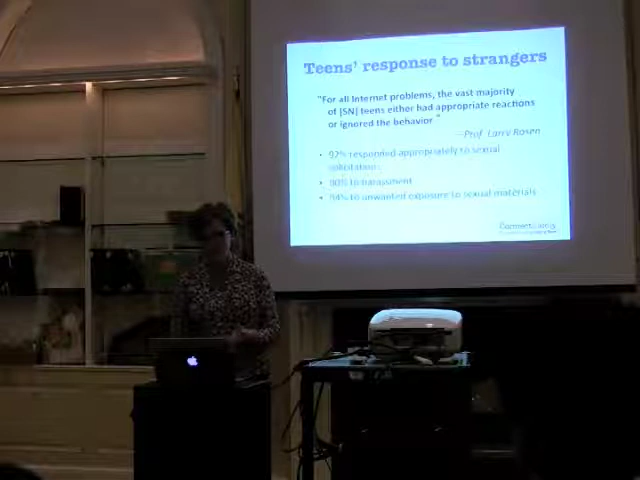 Teens' response to strangers
"For all Internet problems, the vast majority
of [SN] teens either had appropriate reactions
or ignored the behavior."
—Prof. Larry Rosen
• 92% responded appropriately to sexual
solicitation
• 90% to harassment
• 94% to unwanted exposure to sexual materials